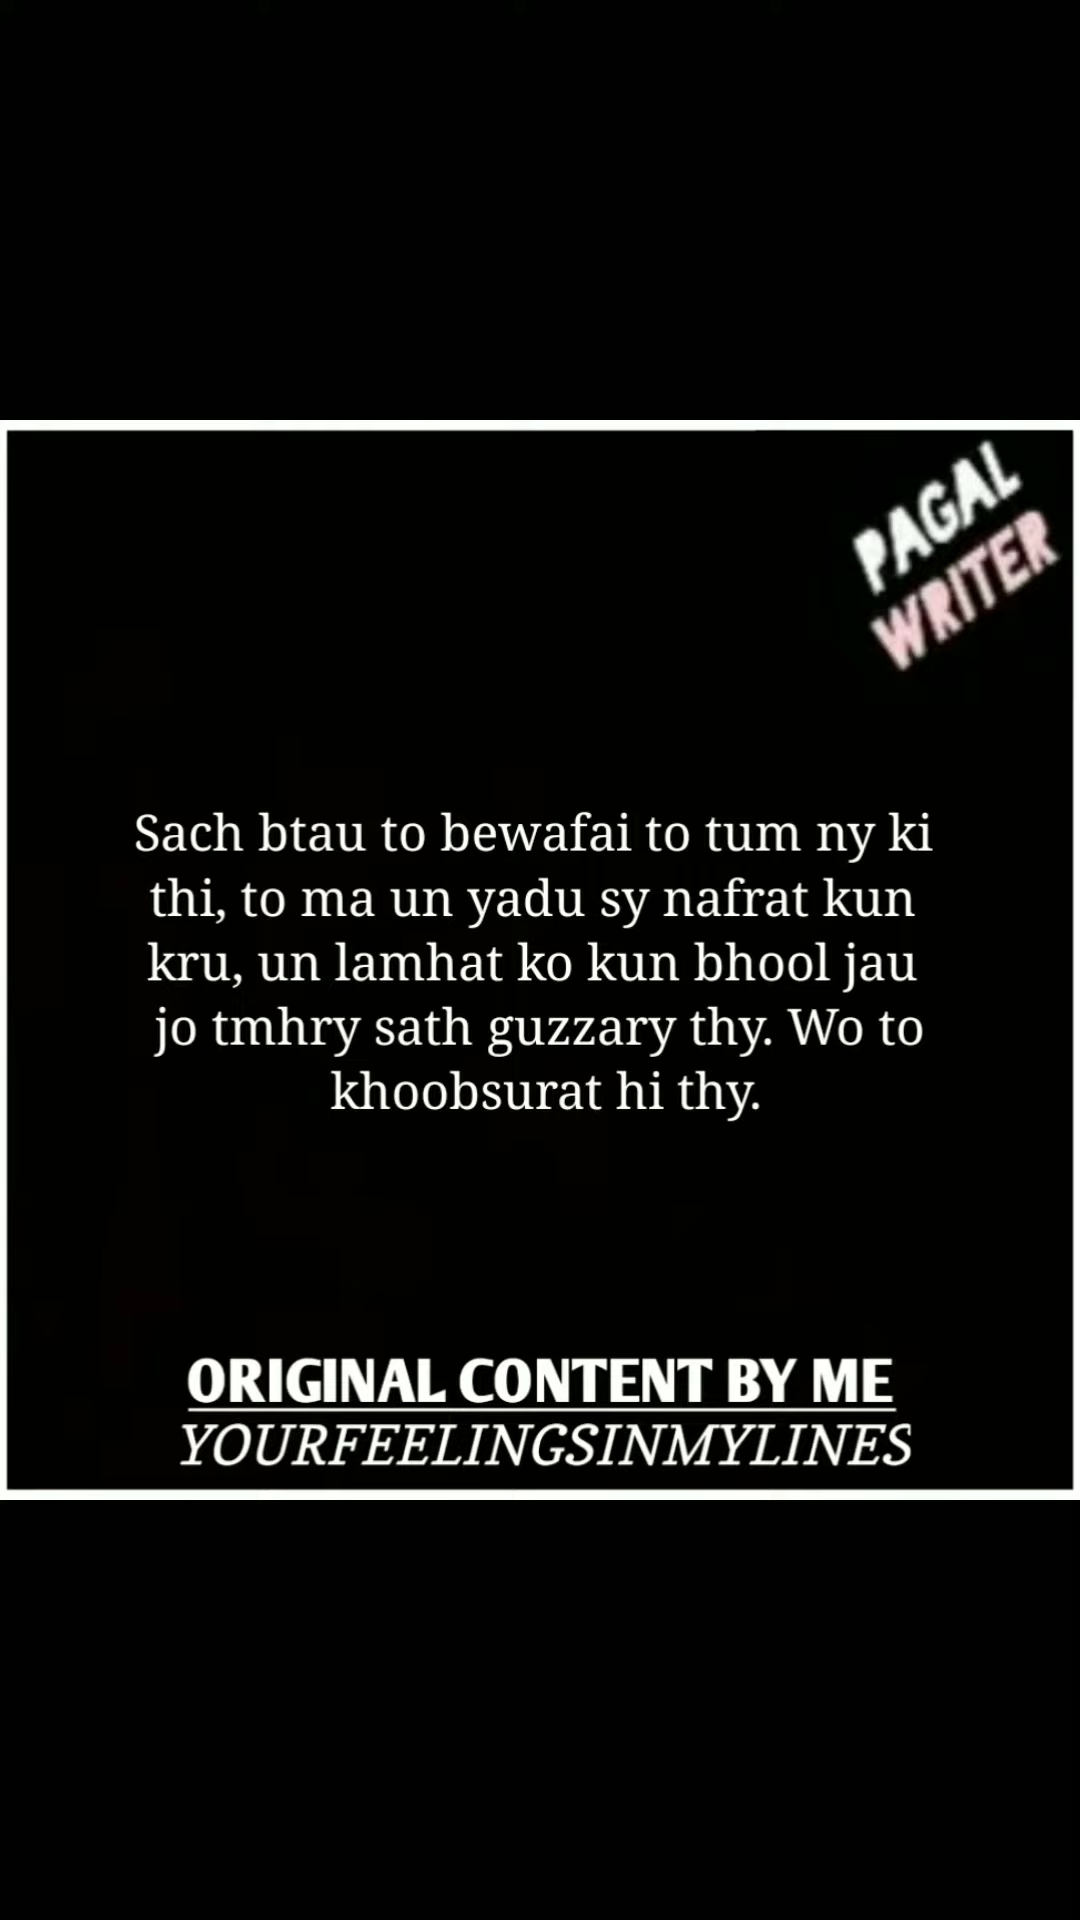 PAGAL
WRITER
Sach btau to bewafai to tum ny ki
thi, to ma un yadu sy nafrat kun
kru, un lamhat ko kun bhool jau
jo tmhry sath guzzary thy. Wo to
khoobsurat hi thy.
ORIGINAL CONTENT BY ME
YOURFEELINGSINMYLINES